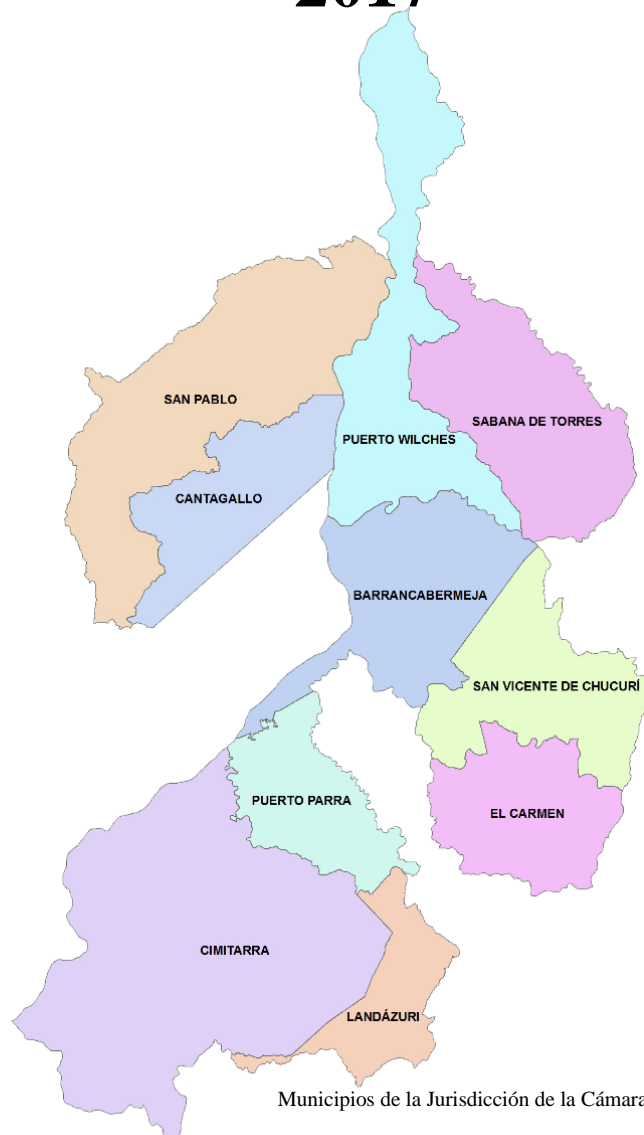 2017
SAN PABLO
SABANA DE TORRES
PUERTO WILCHES
CANTAGALLO
BARRANCABERMEJA
SAN VICENTE DE CHUCURÍ
PUERTO PARRA
EL CARMEN
CIMITARRA
LANDÁZURI
Municipios de la Jurisdicción de la Cámara